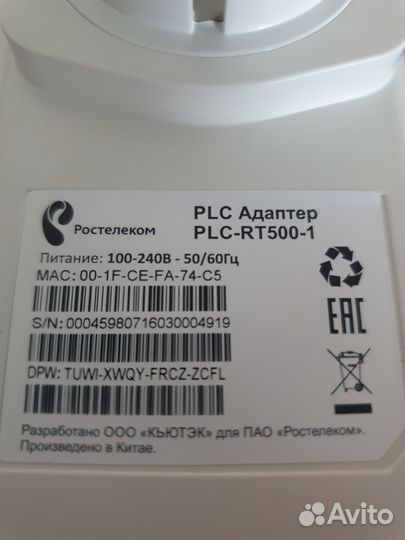 Ростелеком
PLC Адаптер
PLC-RT500-1
Питание: 100-240В - 50/60Гц
MAC: 00-1F-CE-FA-74-C5
S/N: 00045980716030004919
EAC
DPW: TUWI-XWQY-FRCZ-ZCFL
Разработано ООО «КЬЮТЭК» для ПАО «Ростелеком».
Произведено в Китае.
Avito